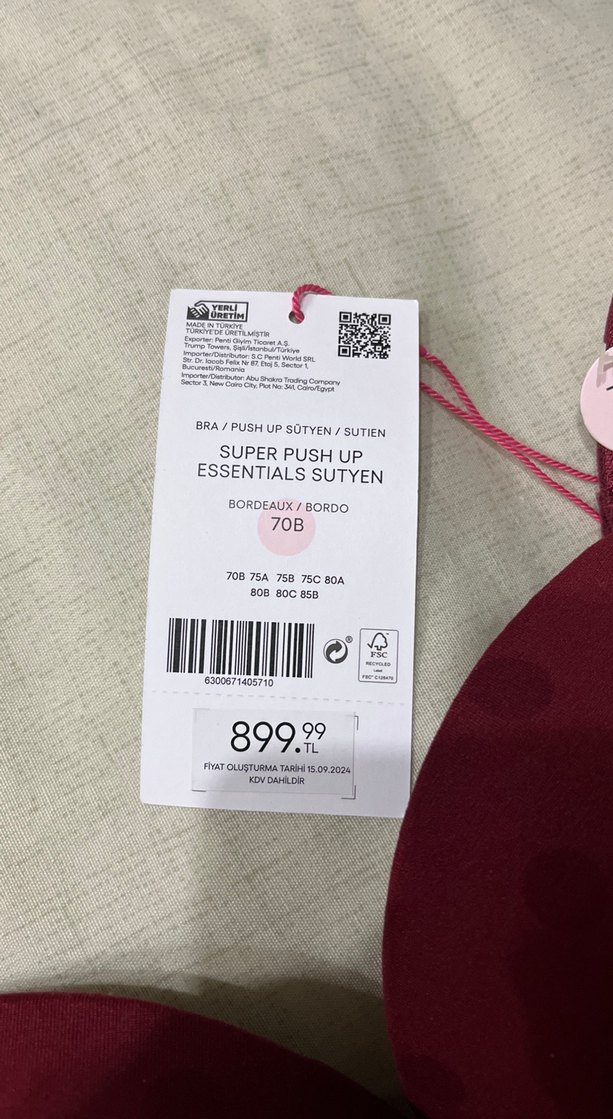 YERLİ
ÜRETİM
MADE IN TÜRKİYE
TÜRKİYE'DE ÜRETİLMİŞTİR
Exporter: Penti Giyim Ticaret A.Ş.
Trump Towers, Şişli/İstanbul/Türkiye
Importer/Distributor: S.C Penti World SRL
Str. Dr. Iacob Felix Nr 87, Etaj 5, Sector 1,
Bucuresti/Romania
Importer/Distributor: Abu Shakra Trading Company
Sector 3, New Cairo City, Plot No: 341, Cairo/Egypt
BRA / PUSH UP SÜTYEN / SUTIEN
SUPER PUSH UP
ESSENTIALS SUTYEN
BORDEAUX / BORDO
70B
70B 75A 75B 75C 80A
80B 80C 85B
6300671405710
®
FSC
RECYCLED
Label
FSC® C128470
899.99
TL
FİYAT OLUŞTURMA TARİHİ 15.09.2024
KDV DAHİLDİR